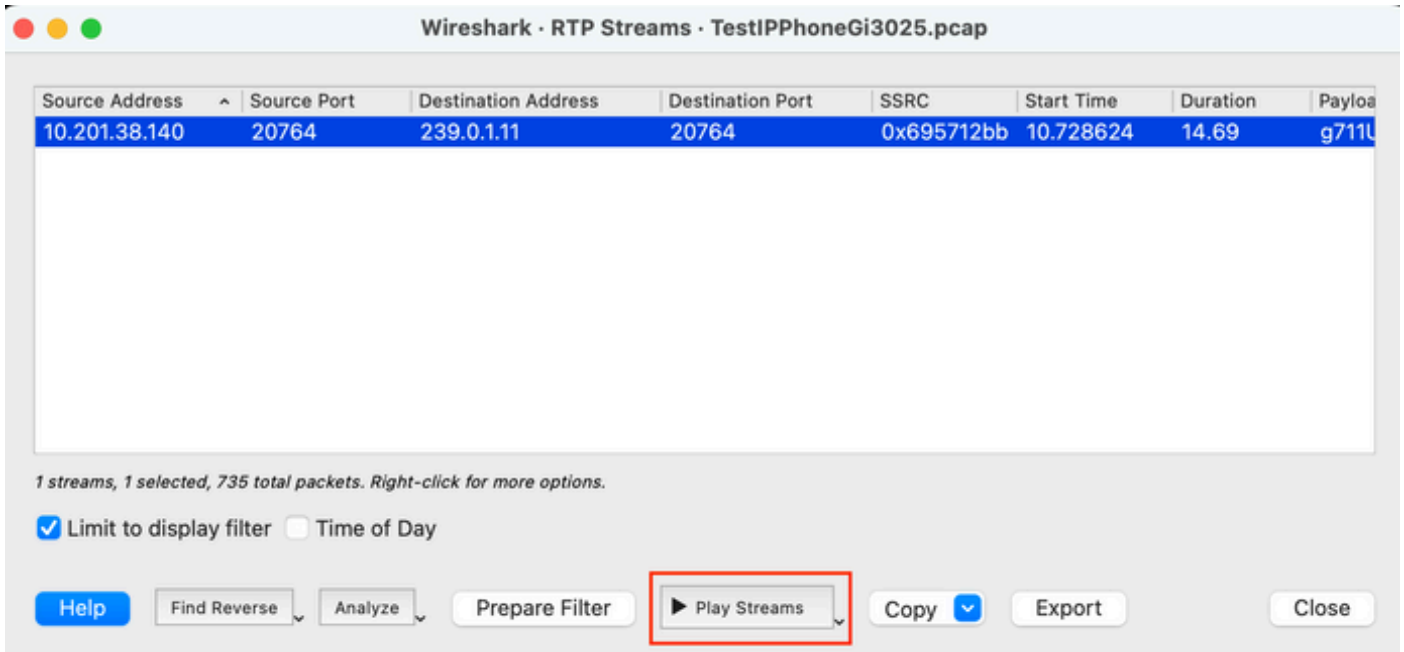 Wireshark · RTP Streams · TestIPPhoneGi3025.pcap
Source Address Source Port Destination Address Destination Port SSRC Start Time Duration Payloa
10.201.38.140 20764 239.0.1.11 20764 0x695712bb 10.728624 14.69 g711U
1 streams, 1 selected, 735 total packets. Right-click for more options.
Limit to display filter Time of Day
Help Find Reverse Analyze Prepare Filter Play Streams Copy Export Close